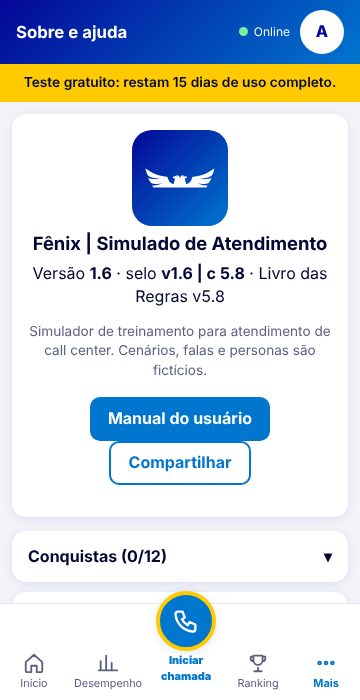 Sobre e ajuda
Online
A
Teste gratuito: restam 15 dias de uso completo.
Fênix | Simulado de Atendimento
Versão 1.6 · selo v1.6 | c 5.8 · Livro das
Regras v5.8
Simulador de treinamento para atendimento de
call center. Cenários, falas e personas são
fictícios.
Manual do usuário
Compartilhar
Conquistas (0/12)
Início
Desempenho
Iniciar
chamada
Ranking
Mais